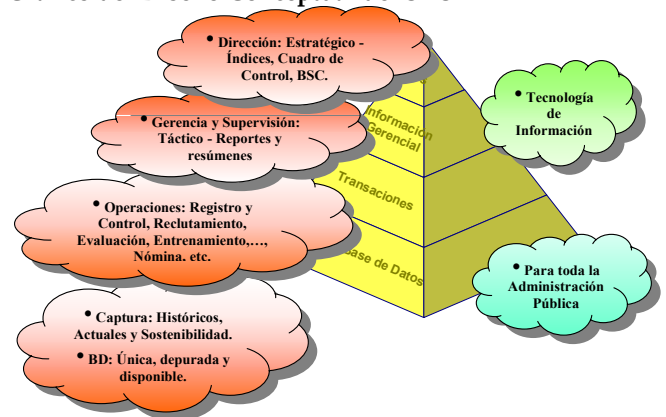 • Dirección: Estratégico -
Índices, Cuadro de
Control, BSC.
• Tecnología
de
Información
Información
Gerencial
• Gerencia y Supervisión:
Táctico - Reportes y
resúmenes
Transaciones
• Operaciones: Registro y
Control, Reclutamiento,
Evaluación, Entrenamiento,…,
Nómina. etc.
Base de Datos
• Para toda la
Administración
Pública
• Captura: Históricos,
Actuales y Sostenibilidad.
• BD: Única, depurada y
disponible.